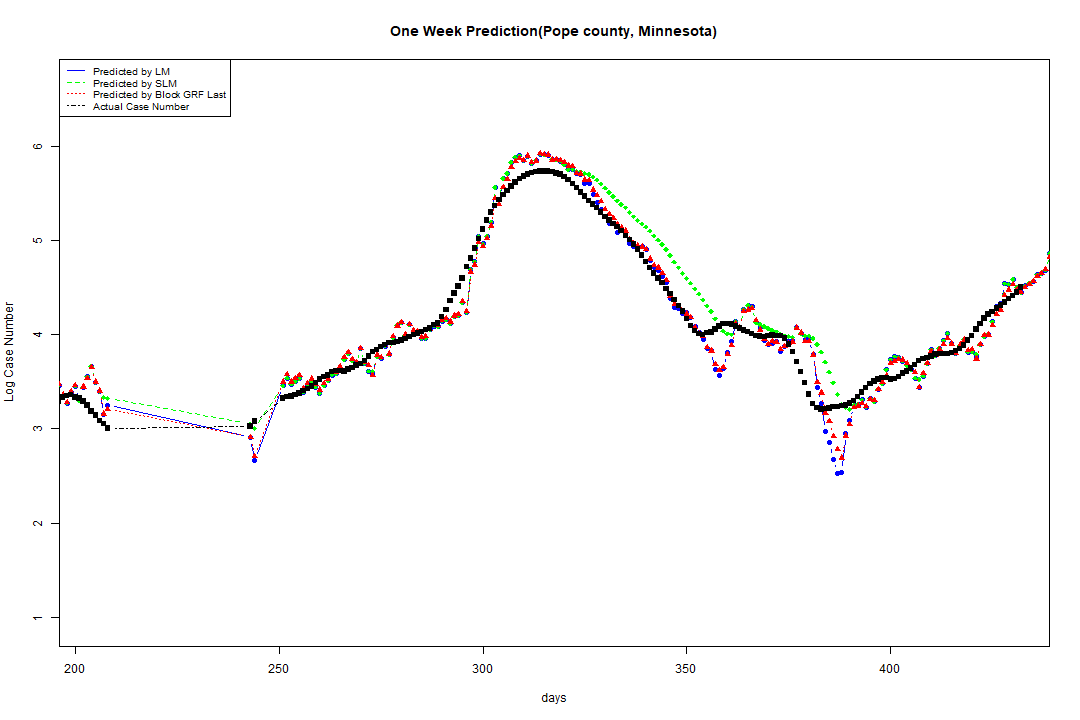 One Week Prediction(Pope county, Minnesota)
Predicted by LM
Predicted by SLM
Predicted by Block GRF Last
Actual Case Number
6
5
4
3
2
1
Log Case Number
200 250 300 350 400
days